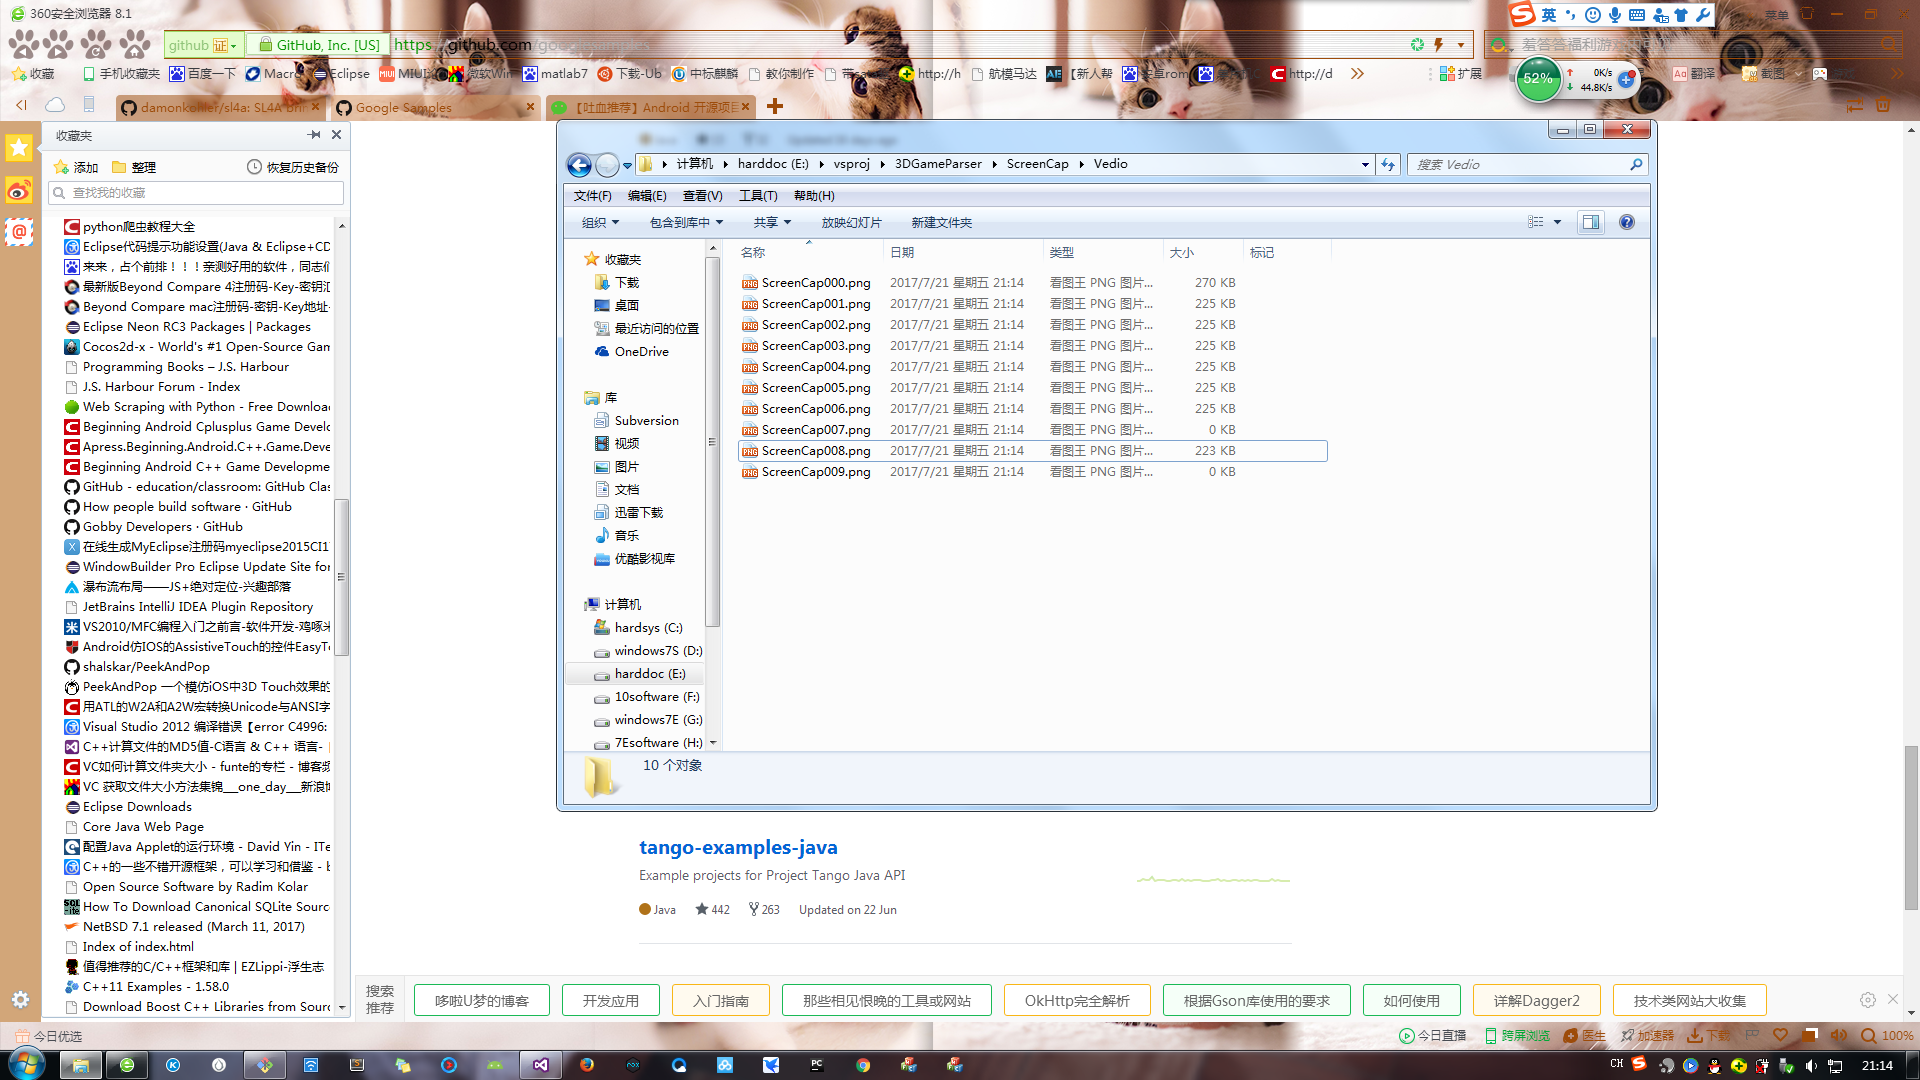 360安全浏览器 8.1
英
菜单
github 证
GitHub, Inc. [US]
https://github.com/googlesamples
收藏
手机收藏夹
百度一下
Macro
Eclipse
MIUI
微软Win
matlab7
下载-Ub
中标麒麟
教你制作
http://h
航模马达
【新人帮
安卓rom
http://d
扩展
52%
0K/s
44.8K/s
翻译
截图
damonkohler/sl4a: SL4A brin
Google Samples
【吐血推荐】Android 开源项目
收藏夹
添加
整理
恢复历史备份
查找我的收藏
python爬虫教程大全
Eclipse代码提示功能设置(Java & Eclipse+CD
来来，占个前排！！！亲测好用的软件，同志们
最新版Beyond Compare 4注册码-Key-密钥汇
Beyond Compare mac注册码-密钥-Key地址-
Eclipse Neon RC3 Packages | Packages
Cocos2d-x - World's #1 Open-Source Gam
Programming Books – J.S. Harbour
J.S. Harbour Forum - Index
Web Scraping with Python - Free Downloa
Beginning Android Cplusplus Game Develo
Apress.Beginning.Android.C++.Game.Deve
Beginning Android C++ Game Developme
GitHub - education/classroom: GitHub Clas
How people build software · GitHub
Gobby Developers · GitHub
在线生成MyEclipse注册码myeclipse2015CI1
WindowBuilder Pro Eclipse Update Site for
瀑布流布局——JS+绝对定位-兴趣部落
JetBrains IntelliJ IDEA Plugin Repository
VS2010/MFC编程入门之前言-软件开发-鸡啄米
Android仿IOS的AssistiveTouch的控件EasyTo
shalskar/PeekAndPop
PeekAndPop 一个模仿iOS中3D Touch效果的
用ATL的W2A和A2W宏转换Unicode与ANSI字
Visual Studio 2012 编译错误【error C4996:
C++计算文件的MD5值-C语言 & C++ 语言-
VC如何计算文件夹大小 - funte的专栏 - 博客频
VC 获取文件大小方法集锦__one_day__新浪博
Eclipse Downloads
Core Java Web Page
配置Java Applet的运行环境 - David Yin - ITe
C++的一些不错开源框架，可以学习和借鉴 - b
Open Source Software by Radim Kolar
How To Download Canonical SQLite Sourc
NetBSD 7.1 released (March 11, 2017)
Index of index.html
值得推荐的C/C++框架和库 | EZLippi-浮生志
C++11 Examples - 1.58.0
Download Boost C++ Libraries from Sour
计算机
harddoc (E:)
vsproj
3DGameParser
ScreenCap
Vedio
搜索 Vedio
文件(F)
编辑(E)
查看(V)
工具(T)
帮助(H)
组织
包含到库中
共享
放映幻灯片
新建文件夹
收藏夹
下载
桌面
最近访问的位置
OneDrive
库
Subversion
视频
图片
文档
迅雷下载
音乐
优酷影视库
计算机
hardsys (C:)
windows7S (D:)
harddoc (E:)
10software (F:)
windows7E (G:)
7Esoftware (H:)
名称 日期 类型 大小 标记
ScreenCap000.png 2017/7/21 星期五 21:14 看图王 PNG 图片... 270 KB
ScreenCap001.png 2017/7/21 星期五 21:14 看图王 PNG 图片... 225 KB
ScreenCap002.png 2017/7/21 星期五 21:14 看图王 PNG 图片... 225 KB
ScreenCap003.png 2017/7/21 星期五 21:14 看图王 PNG 图片... 225 KB
ScreenCap004.png 2017/7/21 星期五 21:14 看图王 PNG 图片... 225 KB
ScreenCap005.png 2017/7/21 星期五 21:14 看图王 PNG 图片... 225 KB
ScreenCap006.png 2017/7/21 星期五 21:14 看图王 PNG 图片... 225 KB
ScreenCap007.png 2017/7/21 星期五 21:14 看图王 PNG 图片... 0 KB
ScreenCap008.png 2017/7/21 星期五 21:14 看图王 PNG 图片... 223 KB
ScreenCap009.png 2017/7/21 星期五 21:14 看图王 PNG 图片... 0 KB
10 个对象
tango-examples-java
Example projects for Project Tango Java API
Java 442 263 Updated on 22 Jun
搜索
推荐
哆啦U梦的博客
开发应用
入门指南
那些相见恨晚的工具或网站
OkHttp完全解析
根据Gson库使用的要求
如何使用
详解Dagger2
技术类网站大收集
今日优选
今日直播
跨屏浏览
医生
加速器
下载
100%
CH
21:14